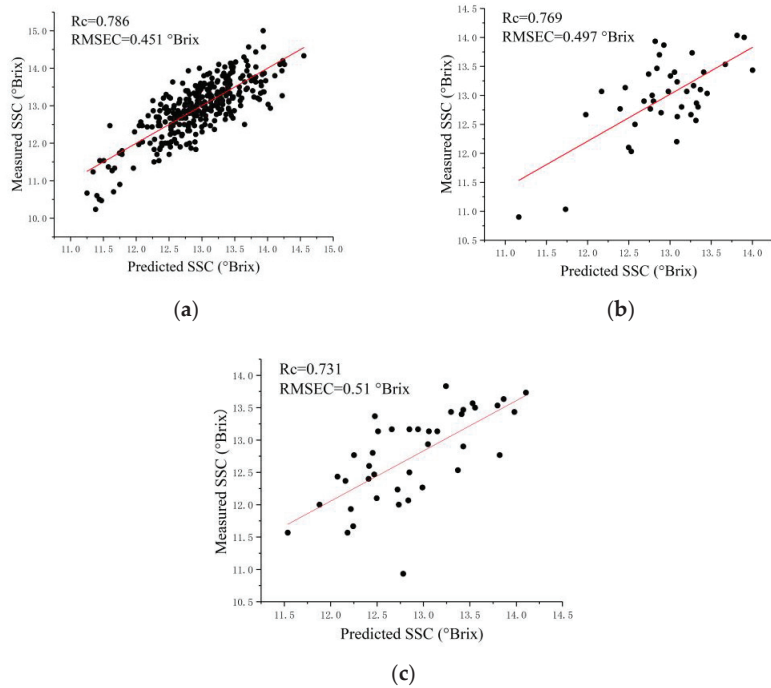 Rc=0.786
RMSEC=0.451 °Brix
15.0
14.0
13.0
12.0
11.0
10.0
Measured SSC (°Brix)
11.0 11.5 12.0 12.5 13.0 13.5 14.0 14.5 15.0
Predicted SSC (°Brix)
(a)
Rc=0.769
RMSEC=0.497 °Brix
14.5
14.0
13.5
13.0
12.5
12.0
11.5
11.0
10.5
Measured SSC (°Brix)
11.0 11.5 12.0 12.5 13.0 13.5 14.0
Predicted SSC (°Brix)
(b)
Rc=0.731
RMSEC=0.51 °Brix
14.0
13.5
13.0
12.5
12.0
11.5
11.0
10.5
Measured SSC (°Brix)
11.5 12.0 12.5 13.0 13.5 14.0 14.5
Predicted SSC (°Brix)
(c)